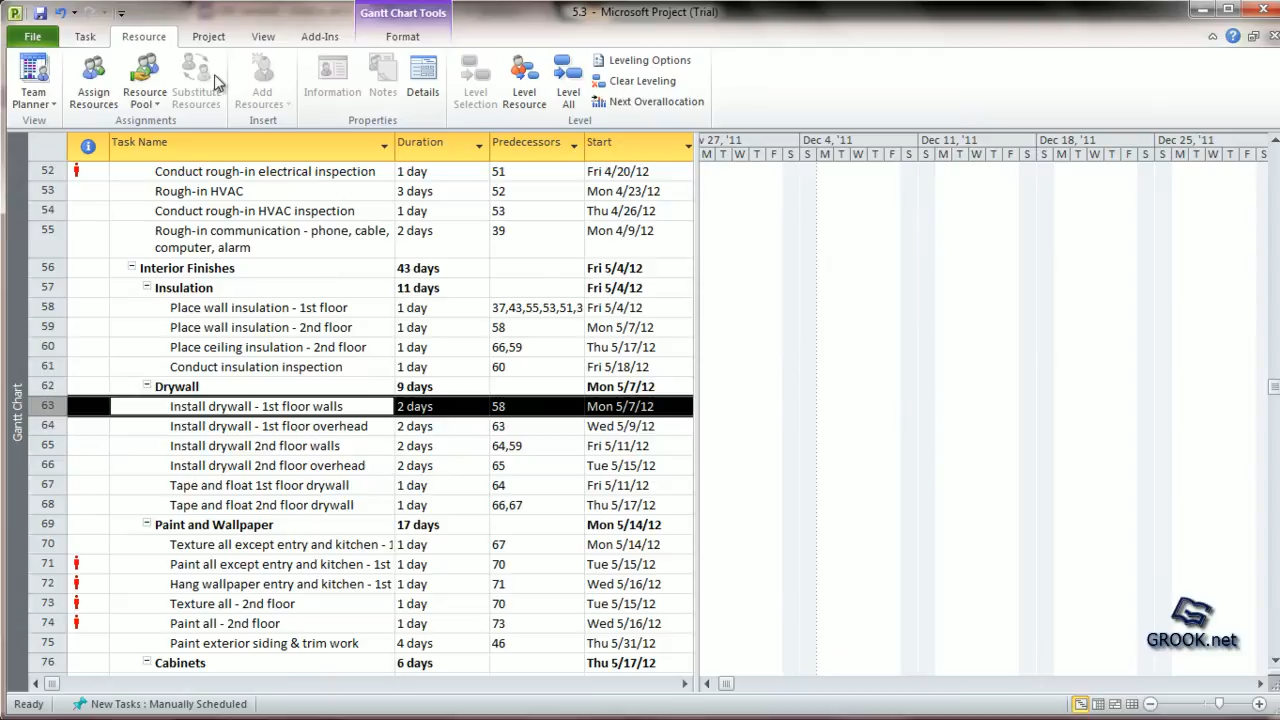 Gantt Chart Tools
5.3 - Microsoft Project (Trial)
File Task Resource Project View Add-Ins Format
Team Planner
Assign Resources
Resource Pool
Substitute Resources
Add Resources
Information
Notes
Details
Level Selection
Level Resource
Level All
Leveling Options
Clear Leveling
Next Overallocation
View Assignments Insert Properties Level
Task Name Duration Predecessors Start
v 27, '11 Dec 4, '11 Dec 11, '11 Dec 18, '11 Dec 25, '11
M T W T F S S M T W T F S S M T W T F S S M T W T F S S M T W T F S
52 Conduct rough-in electrical inspection 1 day 51 Fri 4/20/12
53 Rough-in HVAC 3 days 52 Mon 4/23/12
54 Conduct rough-in HVAC inspection 1 day 53 Thu 4/26/12
55 Rough-in communication - phone, cable, 2 days 39 Mon 4/9/12
computer, alarm
56 Interior Finishes 43 days Fri 5/4/12
57 Insulation 11 days Fri 5/4/12
58 Place wall insulation - 1st floor 1 day 37,43,55,53,51,3 Fri 5/4/12
59 Place wall insulation - 2nd floor 1 day 58 Mon 5/7/12
60 Place ceiling insulation - 2nd floor 1 day 66,59 Thu 5/17/12
61 Conduct insulation inspection 1 day 60 Fri 5/18/12
62 Drywall 9 days Mon 5/7/12
63 Install drywall - 1st floor walls 2 days 58 Mon 5/7/12
64 Install drywall - 1st floor overhead 2 days 63 Wed 5/9/12
65 Install drywall 2nd floor walls 2 days 64,59 Fri 5/11/12
66 Install drywall 2nd floor overhead 2 days 65 Tue 5/15/12
67 Tape and float 1st floor drywall 1 day 64 Fri 5/11/12
68 Tape and float 2nd floor drywall 1 day 66,67 Thu 5/17/12
69 Paint and Wallpaper 17 days Mon 5/14/12
70 Texture all except entry and kitchen - 1 1 day 67 Mon 5/14/12
71 Paint all except entry and kitchen - 1st 1 day 70 Tue 5/15/12
72 Hang wallpaper entry and kitchen - 1st 1 day 71 Wed 5/16/12
73 Texture all - 2nd floor 1 day 70 Tue 5/15/12
74 Paint all - 2nd floor 1 day 73 Wed 5/16/12
75 Paint exterior siding & trim work 4 days 46 Thu 5/31/12
76 Cabinets 6 days Thu 5/17/12
Gantt Chart
GROOK.net
Ready New Tasks : Manually Scheduled